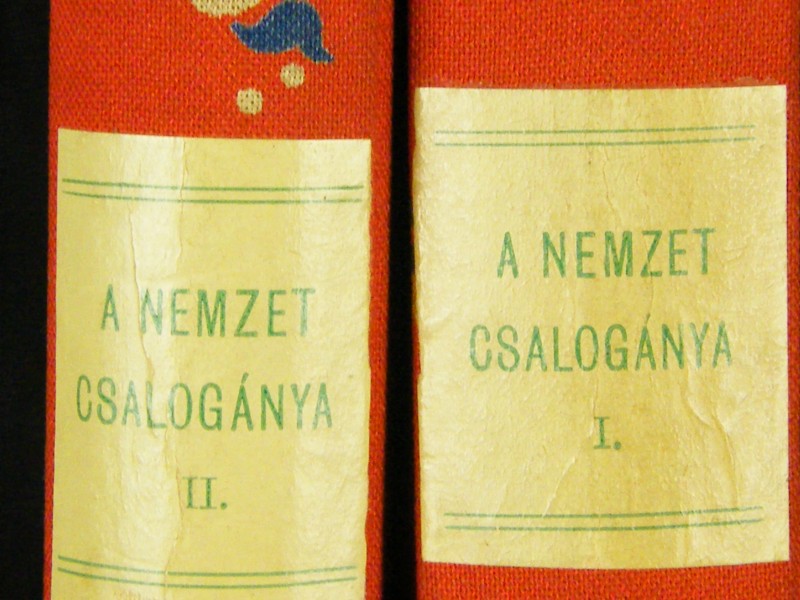 A NEMZET
CSALOGÁNYA
II.
A NEMZET
CSALOGÁNYA
I.